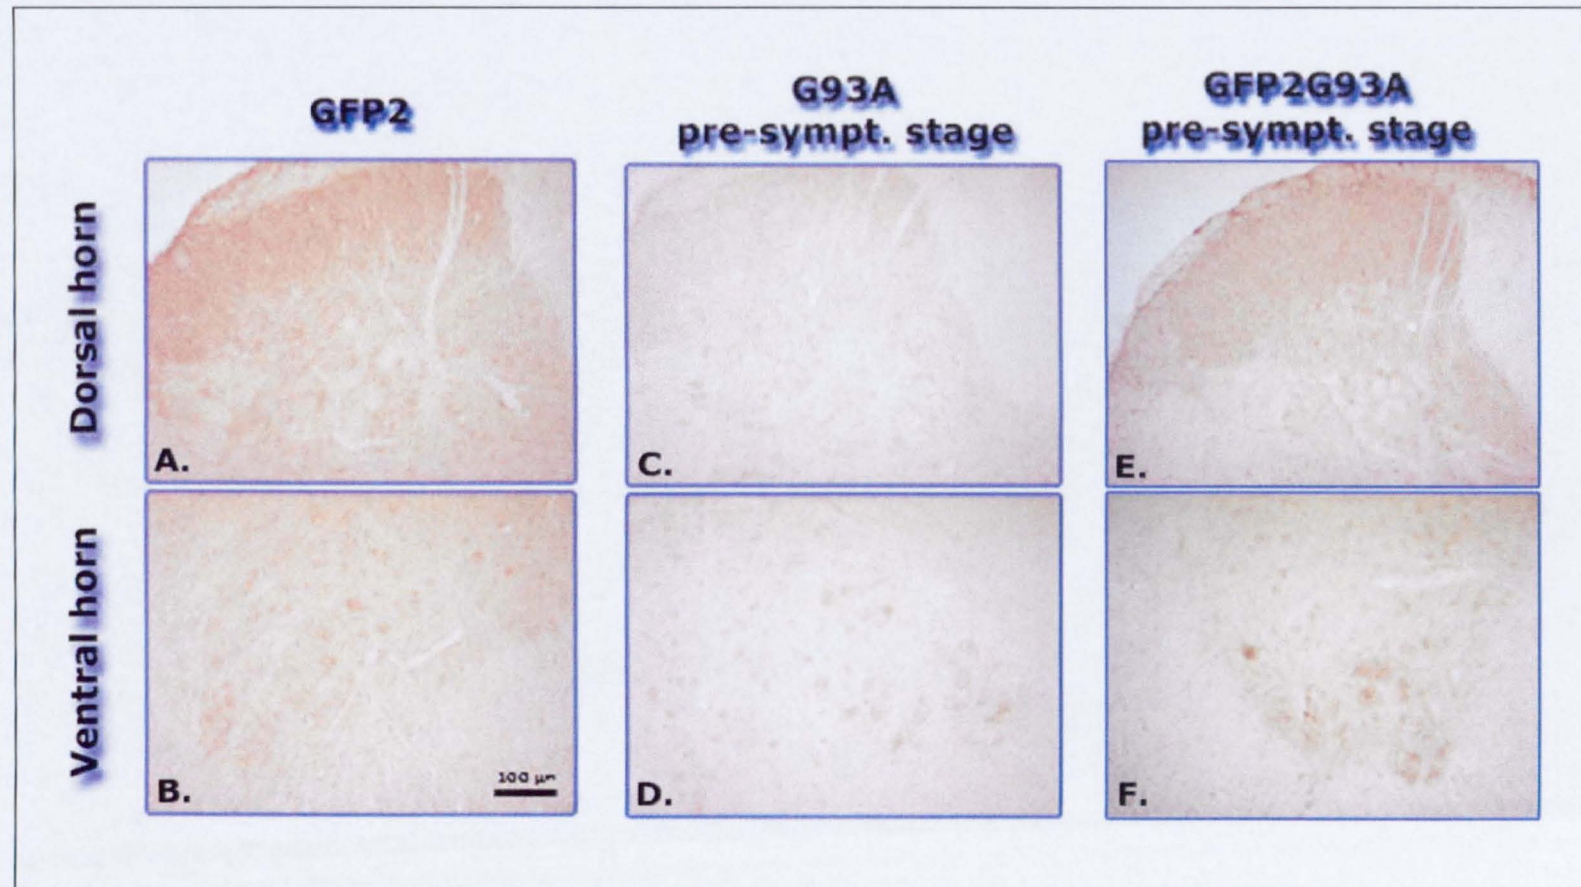 GFP2
G93A
pre-sympt. stage
GFP2G93A
pre-sympt. stage
Dorsal horn
A.
C.
E.
Ventral horn
100 µm
B.
D.
F.